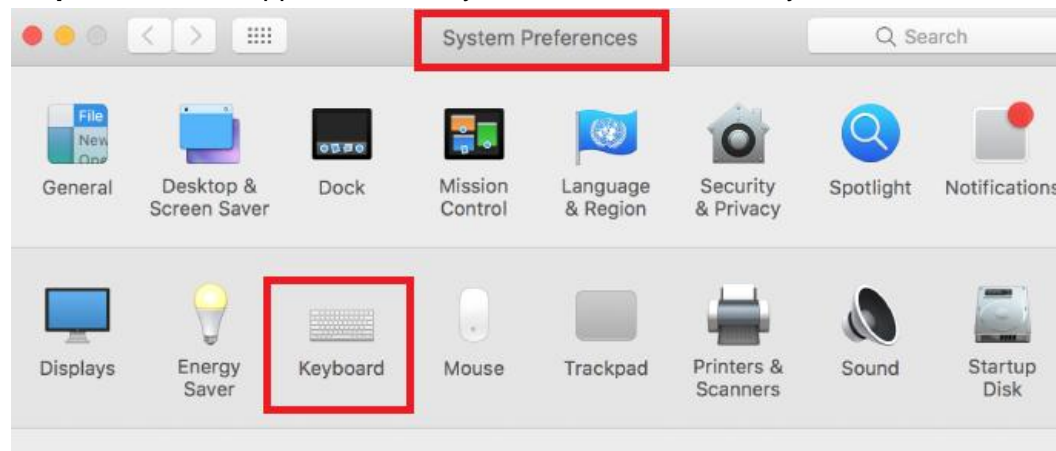 System Preferences
Search
File
New
General
Desktop &
Screen Saver
Dock
Mission
Control
Language
& Region
Security
& Privacy
Spotlight
Notifications
Displays
Energy
Saver
Keyboard
Mouse
Trackpad
Printers &
Scanners
Sound
Startup
Disk